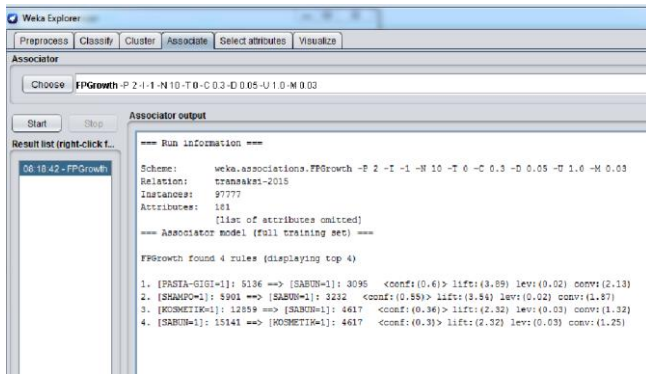 Weka Explorer
Preprocess Classify Cluster Associate Select attributes Visualize
Associator
Choose FPGrowth -P 2 -I -1 -N 10 -T 0 -C 0.3 -D 0.05 -U 1.0 -M 0.03
Start Stop
Associator output
Result list (right-click f...
08:18:42 - FPGrowth
=== Run information ===
Scheme: weka.associations.FPGrowth -P 2 -I -1 -N 10 -T 0 -C 0.3 -D 0.05 -U 1.0 -M 0.03
Relation: transaksi-2015
Instances: 97777
Attributes: 181
[list of attributes omitted]
=== Associator model (full training set) ===
FPGrowth found 4 rules (displaying top 4)
1. [PASTA-GIGI=1]: 5136 ==> [SABUN=1]: 3095 <conf:(0.6)> lift:(3.89) lev:(0.02) conv:(2.13)
2. [SHAMPO=1]: 5901 ==> [SABUN=1]: 3232 <conf:(0.55)> lift:(3.54) lev:(0.02) conv:(1.87)
3. [KOSMETIK=1]: 12859 ==> [SABUN=1]: 4617 <conf:(0.36)> lift:(2.32) lev:(0.03) conv:(1.32)
4. [SABUN=1]: 15141 ==> [KOSMETIK=1]: 4617 <conf:(0.3)> lift:(2.32) lev:(0.03) conv:(1.25)